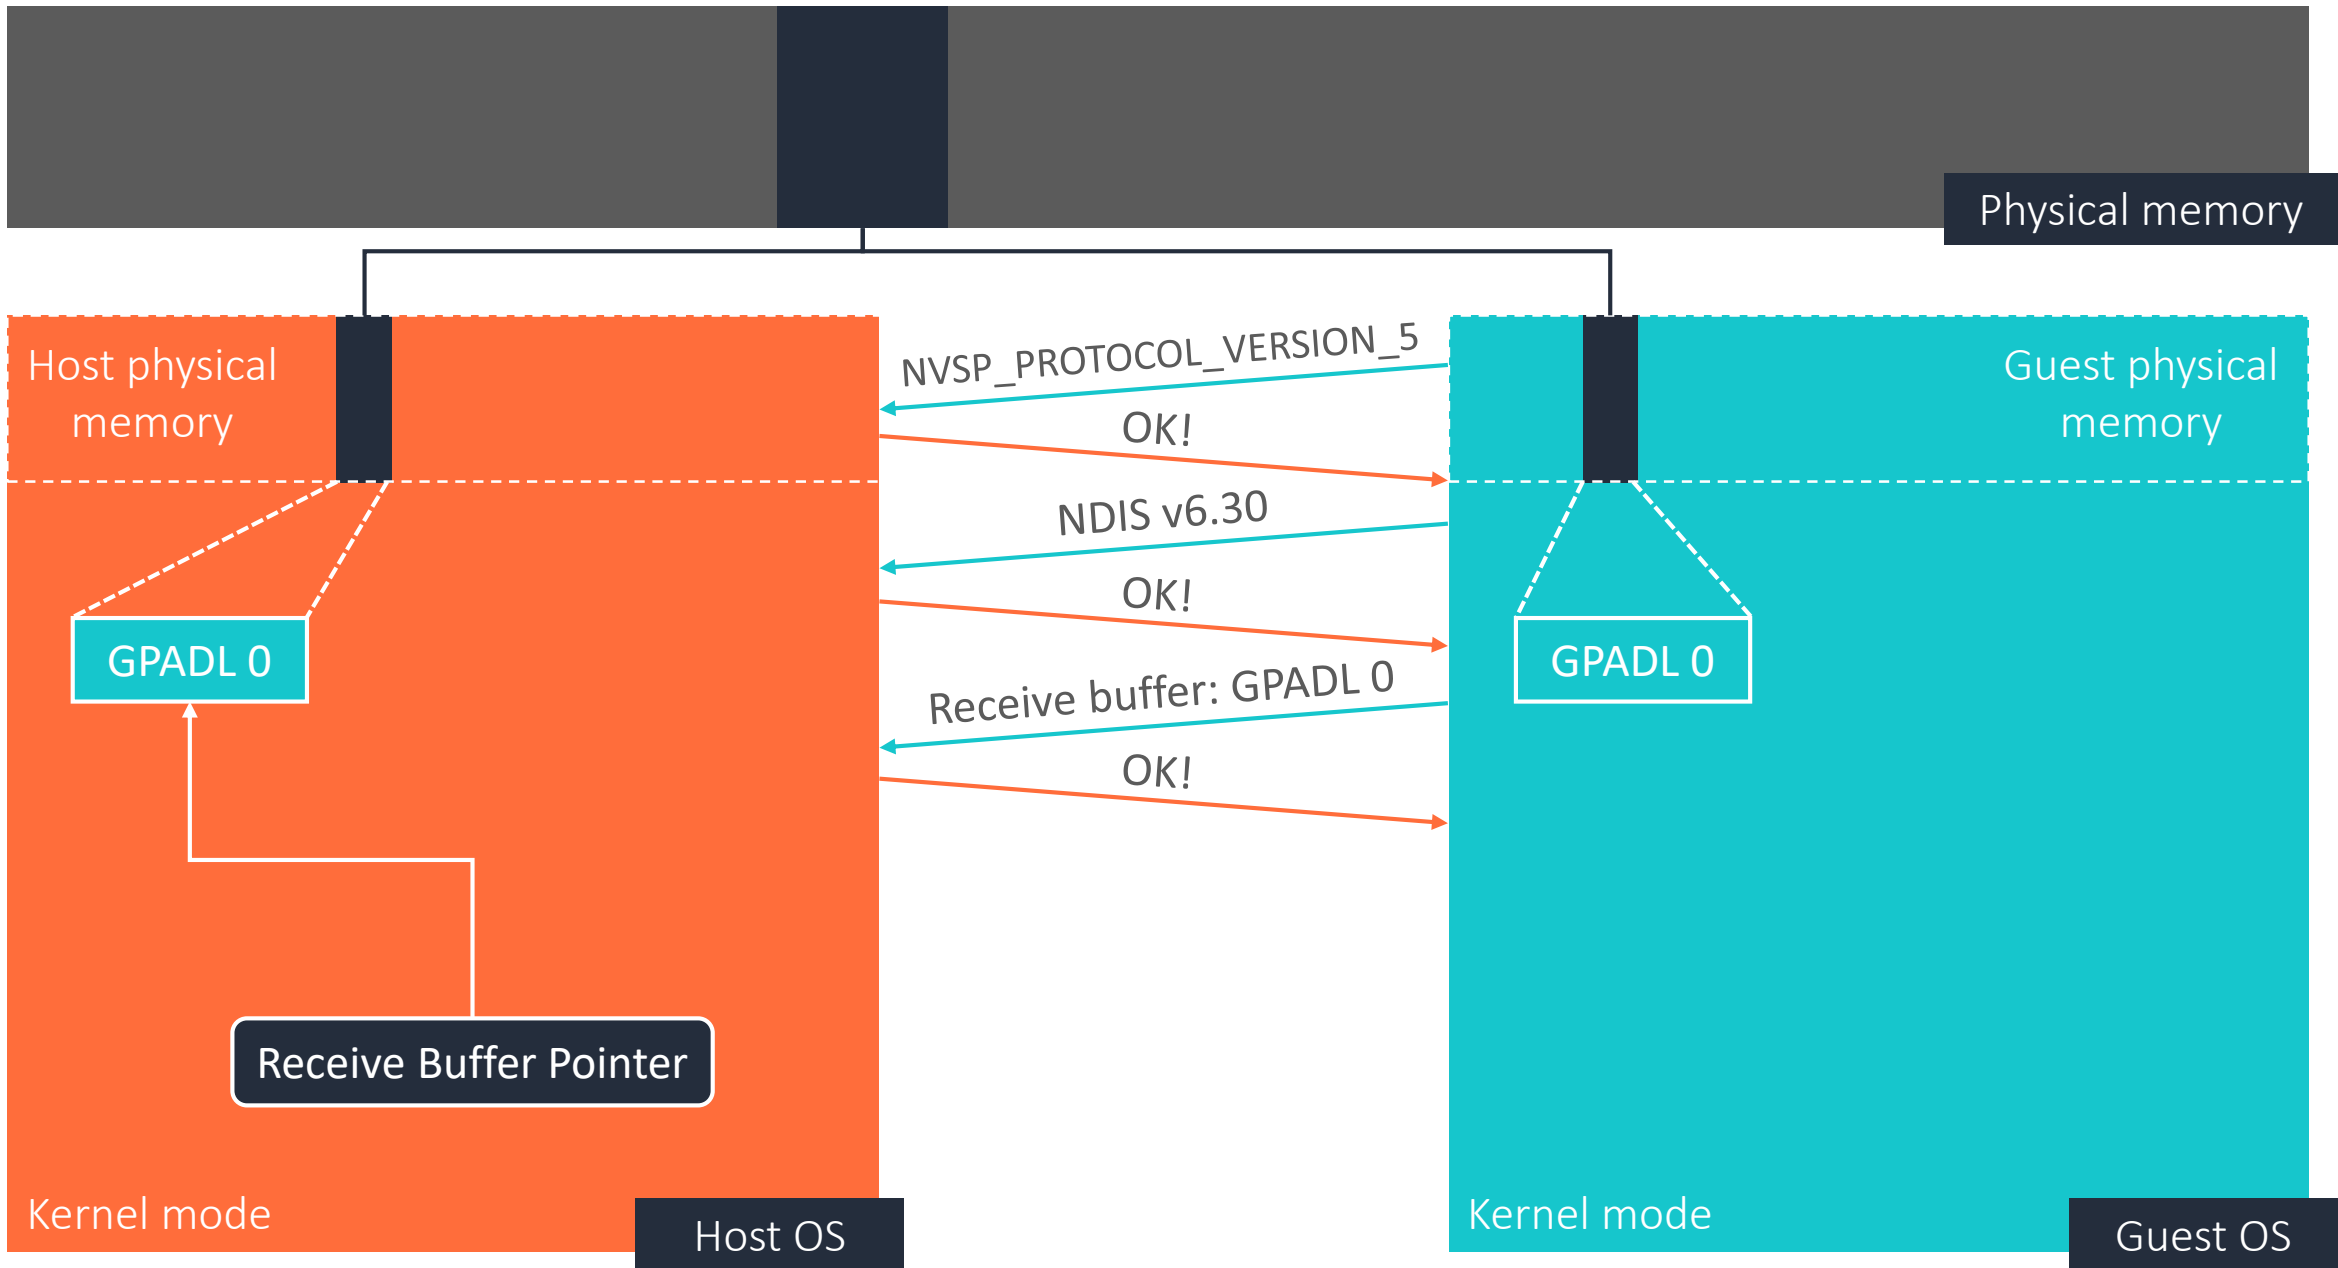 Physical memory
Host physical
memory
NVSP_PROTOCOL_VERSION_5
OK!
NDIS v6.30
OK!
Receive buffer: GPADL 0
OK!
Guest physical
memory
GPADL 0
GPADL 0
Receive Buffer Pointer
Kernel mode
Host OS
Kernel mode
Guest OS